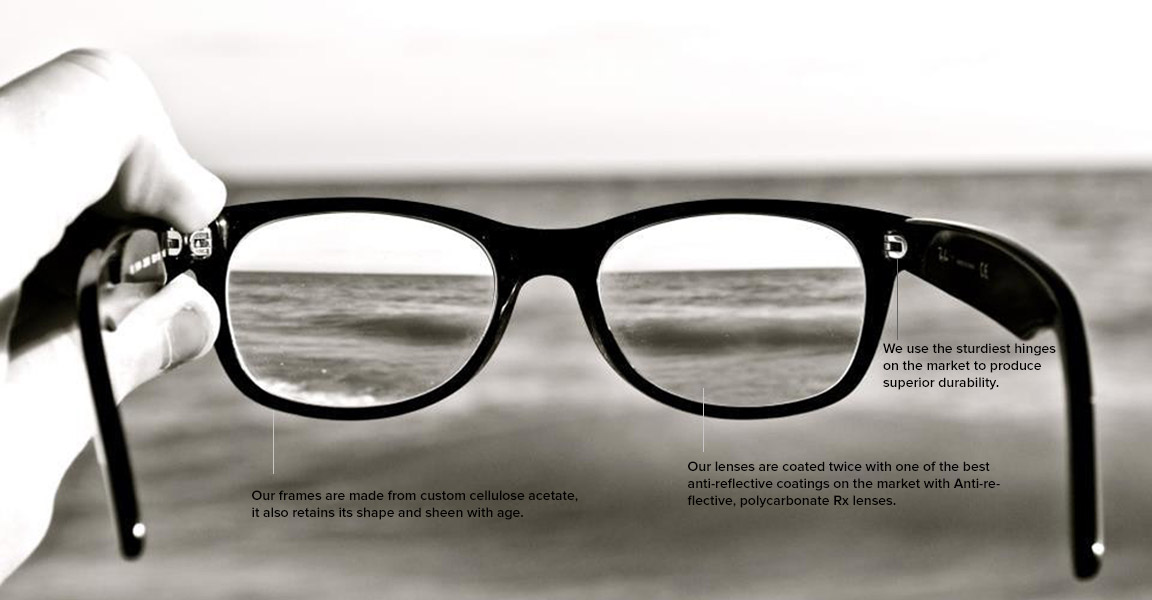 We use the sturdiest hinges
on the market to produce
superior durability.
Our lenses are coated twice with one of the best
anti-reflective coatings on the market with Anti-re-
flective, polycarbonate Rx lenses.
Our frames are made from custom cellulose acetate,
it also retains its shape and sheen with age.
CE